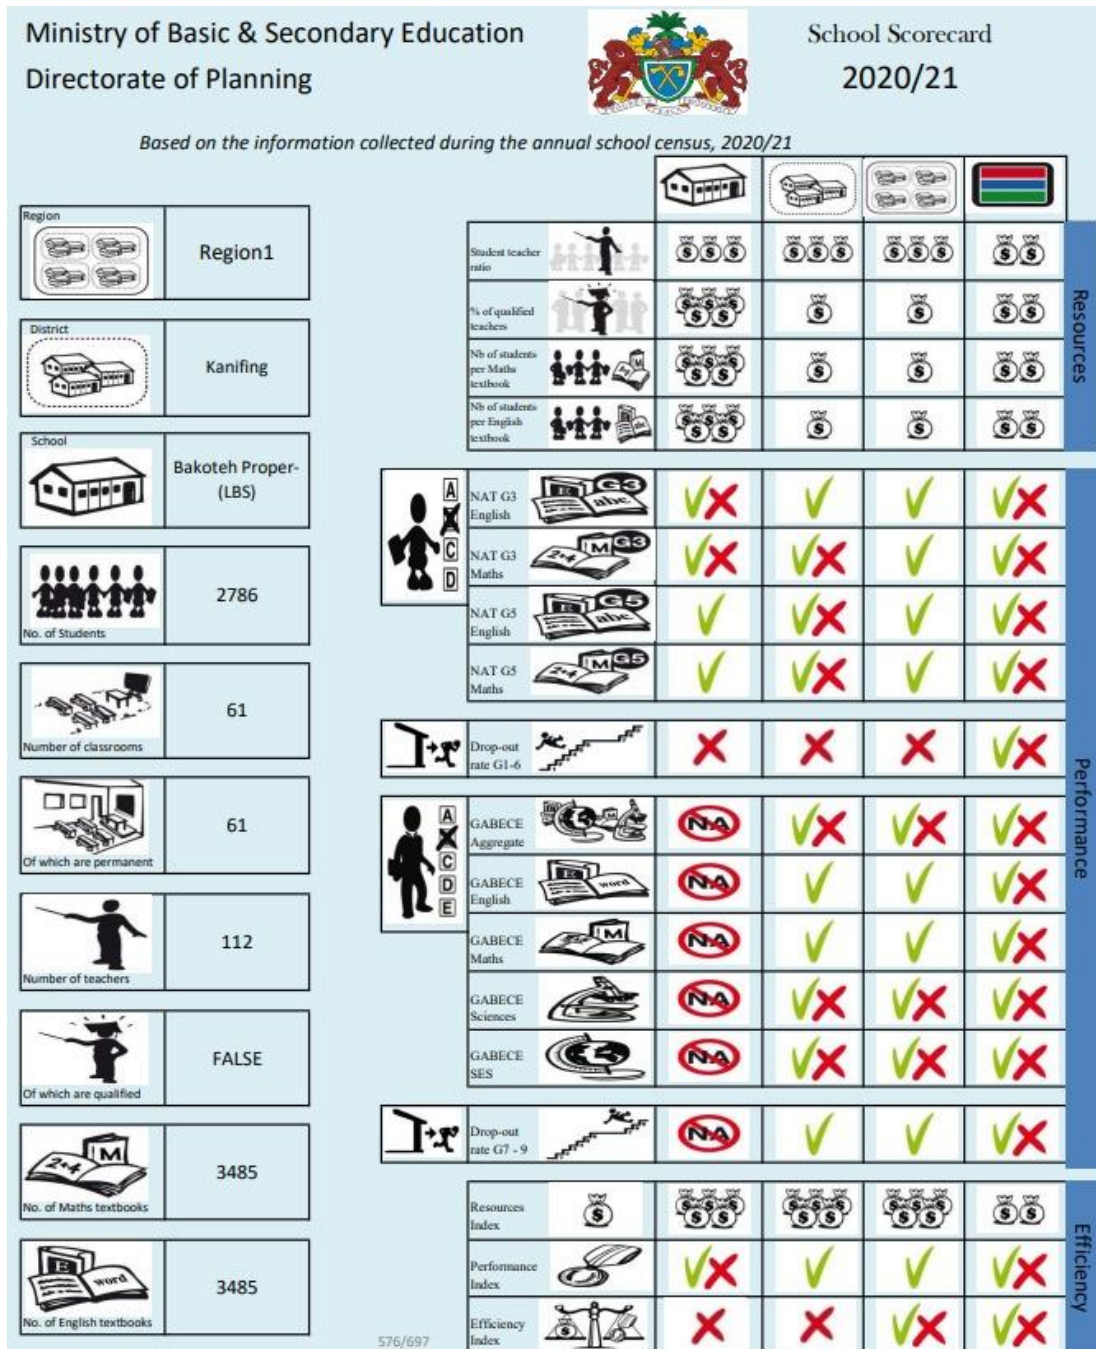 Ministry of Basic & Secondary Education
Directorate of Planning
School Scorecard
2020/21
Based on the information collected during the annual school census, 2020/21
Region
Region1
District
Kanifing
School
Bakoteh Proper-
(LBS)
2786
No. of Students
61
Number of classrooms
61
Of which are permanent
112
Number of teachers
FALSE
Of which are qualified
3485
No. of Maths textbooks
3485
No. of English textbooks
Student teacher
ratio
% of qualified
teachers
Nb of students
per Maths
textbook
Nb of students
per English
textbook
Resources
A
C
D
NAT G3
English
NAT G3
Maths
NAT G5
English
NAT G5
Maths
Drop-out
rate G1-6
A
C
D
E
GABECE
Aggregate
NA
GABECE
English
NA
GABECE
Maths
NA
GABECE
Sciences
NA
GABECE
SES
NA
Drop-out
rate G7 - 9
NA
Performance
Resources
Index
Performance
Index
Efficiency
Index
Efficiency
576/697